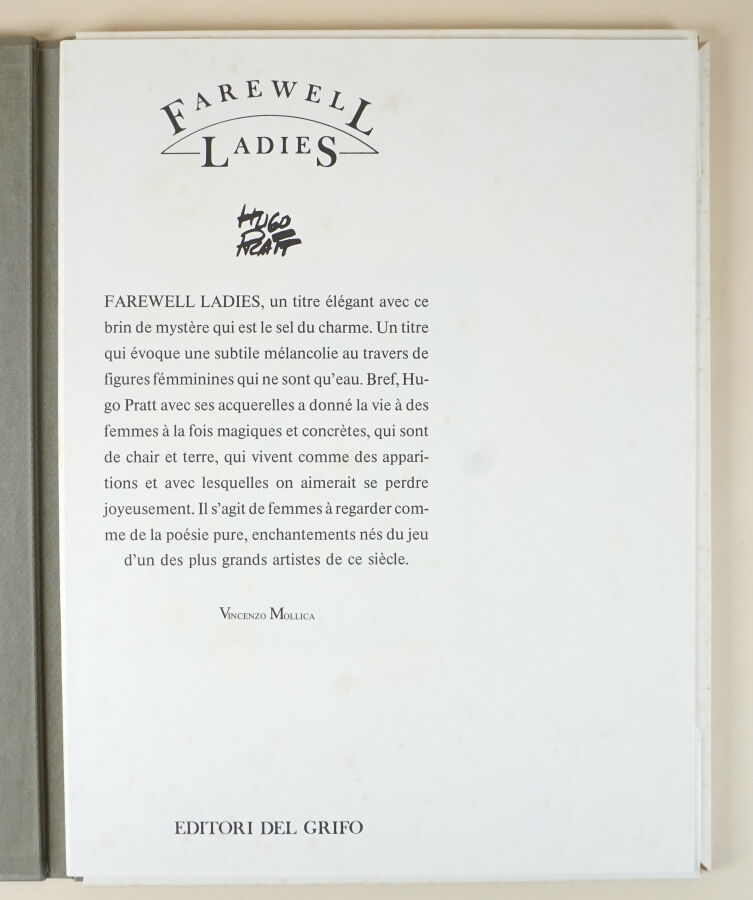 FAREWELL
LADIES
HUGO
PRATT
FAREWELL LADIES, un titre élégant avec ce
brin de mystère qui est le sel du charme. Un titre
qui évoque une subtile mélancolie au travers de
figures fémminines qui ne sont qu'eau. Bref, Hu-
go Pratt avec ses acquerelles a donné la vie à des
femmes à la fois magiques et concrètes, qui sont
de chair et terre, qui vivent comme des appari-
tions et avec lesquelles on aimerait se perdre
joyeusement. Il s'agit de femmes à regarder com-
me de la poésie pure, enchantements nés du jeu
d'un des plus grands artistes de ce siècle.
VINCENZO MOLLICA
EDITORI DEL GRIFO